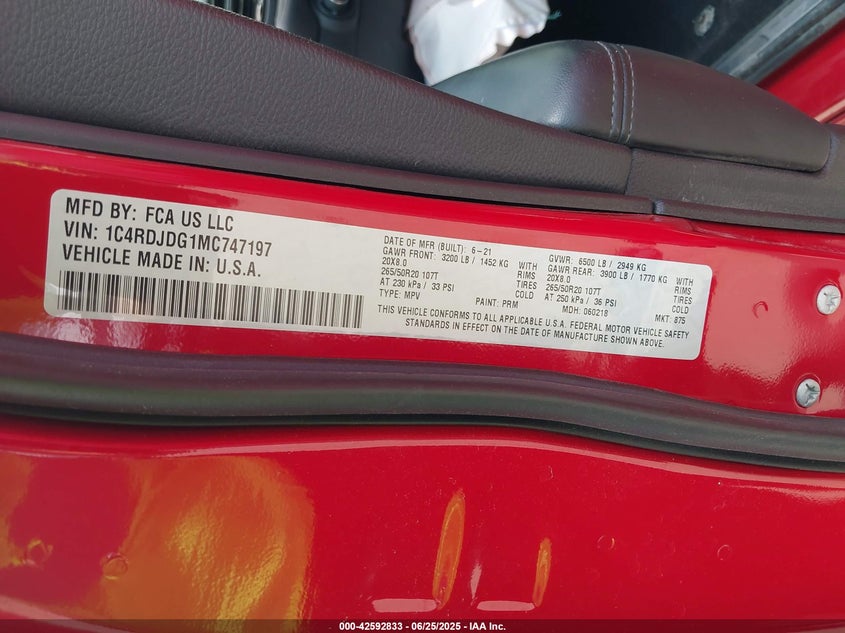 MFD BY: FCA US LLC
VIN: 1C4RDJDG1MC747197
VEHICLE MADE IN: U.S.A.
DATE OF MFR (BUILT): 6-21 GVWR: 6500 LB / 2949 KG
GAWR FRONT: 3200 LB / 1452 KG WITH GAWR REAR: 3900 LB / 1770 KG WITH
20X8.0 RIMS 20X8.0 RIMS
265/50R20 107T TIRES 265/50R20 107T TIRES
AT 230 kPa / 33 PSI COLD AT 250 kPa / 36 PSI COLD
TYPE: MPV PAINT: PRM MDH: 060218 MKT: 875
THIS VEHICLE CONFORMS TO ALL APPLICABLE U.S.A. FEDERAL MOTOR VEHICLE SAFETY
STANDARDS IN EFFECT ON THE DATE OF MANUFACTURE SHOWN ABOVE.
000-42592833 - 06/25/2025 - IAA Inc.